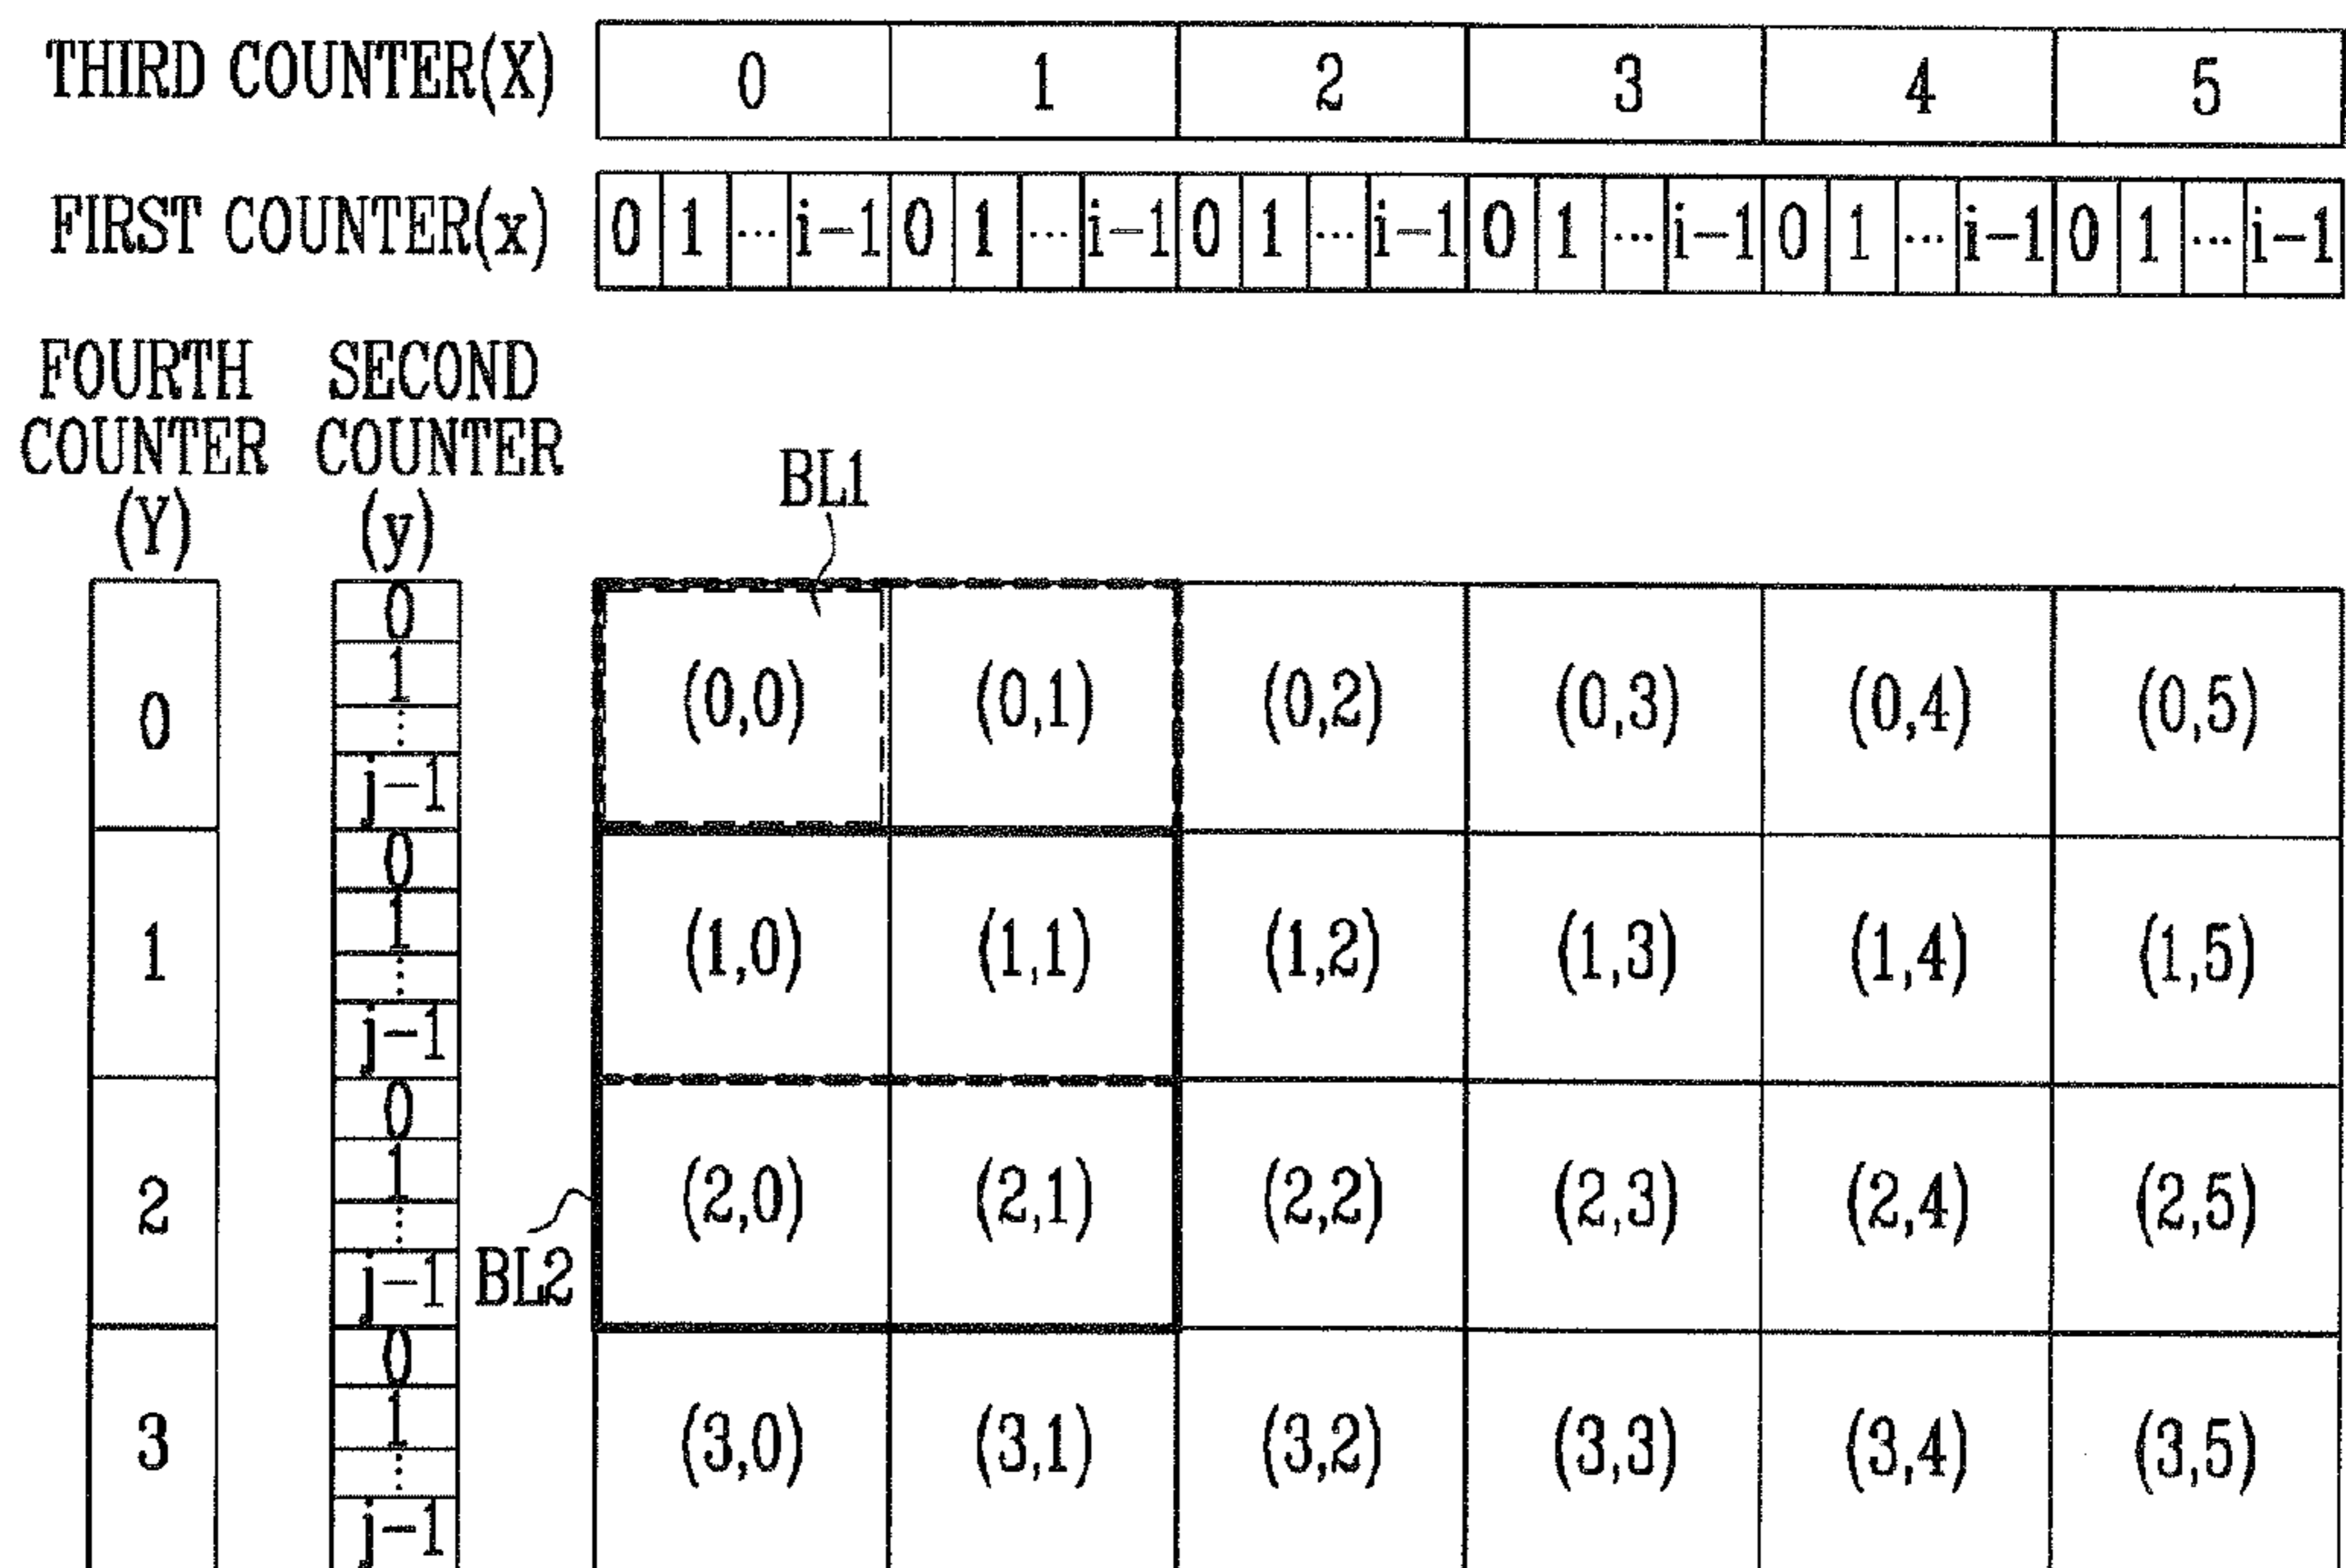 THIRD COUNTER(X) 0 1 2 3 4 5
FIRST COUNTER(x) 0 1 ... i-1 0 1 ... i-1 0 1 ... i-1 0 1 ... i-1 0 1 ... i-1 0 1 ... i-1
FOURTH COUNTER (Y)
SECOND COUNTER (y)
BL1
0
0
1
⋮
j-1
(0,0) (0,1) (0,2) (0,3) (0,4) (0,5)
1
0
1
⋮
j-1
(1,0) (1,1) (1,2) (1,3) (1,4) (1,5)
2
0
1
⋮
j-1
BL2
(2,0) (2,1) (2,2) (2,3) (2,4) (2,5)
3
0
1
⋮
j-1
(3,0) (3,1) (3,2) (3,3) (3,4) (3,5)